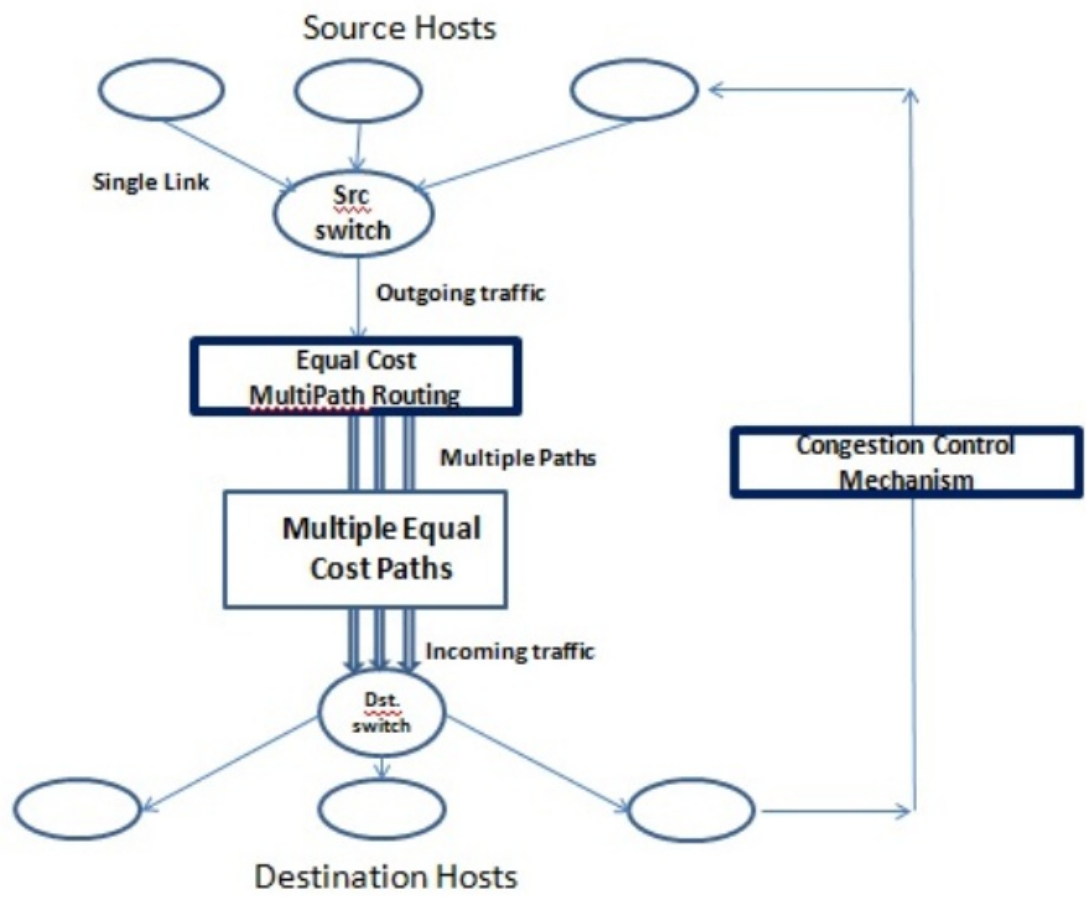 Source Hosts
Single Link
Src
switch
Outgoing traffic
Equal Cost
MultiPath Routing
Multiple Paths
Congestion Control
Mechanism
Multiple Equal
Cost Paths
Incoming traffic
Dst.
switch
Destination Hosts